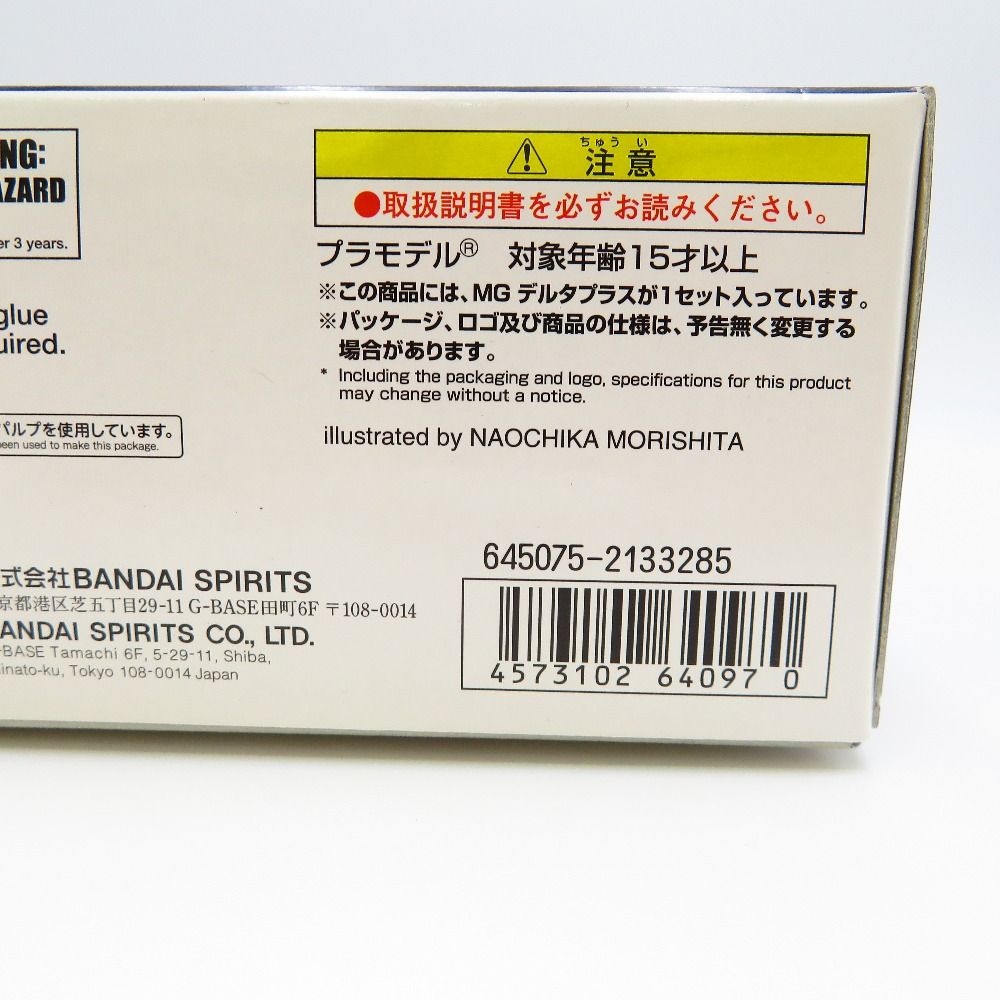 NG:
AZARD
er 3 years.
glue
uired.
パルプを使用しています。
been used to make this package.
ちゅうい
注意
●取扱説明書を必ずお読みください。
プラモデル® 対象年齢15才以上
※この商品には、MG デルタプラスが1セット入っています。
※パッケージ、ロゴ及び商品の仕様は、予告無く変更する
場合があります。
* Including the packaging and logo, specifications for this product
may change without a notice.
illustrated by NAOCHIKA MORISHITA
式会社BANDAI SPIRITS
京都港区芝五丁目29-11 G-BASE田町6F 〒108-0014
ANDAI SPIRITS CO., LTD.
-BASE Tamachi 6F, 5-29-11, Shiba,
inato-ku, Tokyo 108-0014 Japan
645075-2133285
4573102 64097 0